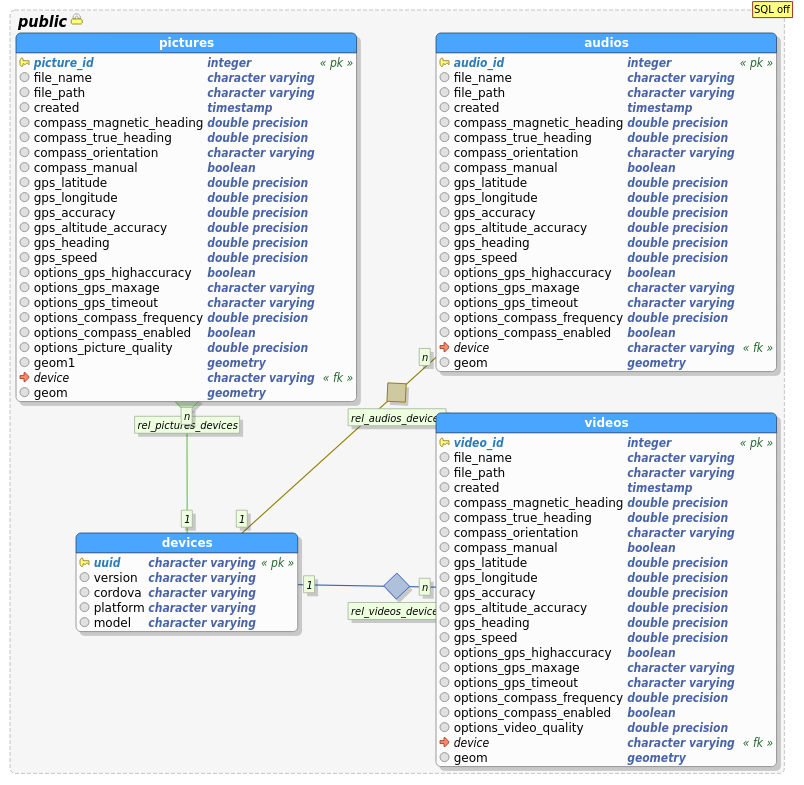 SQL off
public
pictures
picture_id integer « pk »
file_name character varying
file_path character varying
created timestamp
compass_magnetic_heading double precision
compass_true_heading double precision
compass_orientation character varying
compass_manual boolean
gps_latitude double precision
gps_longitude double precision
gps_accuracy double precision
gps_altitude_accuracy double precision
gps_heading double precision
gps_speed double precision
options_gps_highaccuracy boolean
options_gps_maxage character varying
options_gps_timeout character varying
options_compass_frequency double precision
options_compass_enabled boolean
options_picture_quality double precision
geom1 geometry
device character varying « fk »
geom geometry
audios
audio_id integer « pk »
file_name character varying
file_path character varying
created timestamp
compass_magnetic_heading double precision
compass_true_heading double precision
compass_orientation character varying
compass_manual boolean
gps_latitude double precision
gps_longitude double precision
gps_accuracy double precision
gps_altitude_accuracy double precision
gps_heading double precision
gps_speed double precision
options_gps_highaccuracy boolean
options_gps_maxage character varying
options_gps_timeout character varying
options_compass_frequency double precision
options_compass_enabled boolean
device character varying « fk »
geom geometry
n
rel_pictures_devices
1
n
rel_audios_device
1
devices
uuid character varying « pk »
version character varying
cordova character varying
platform character varying
model character varying
1
n
rel_videos_device
videos
video_id integer « pk »
file_name character varying
file_path character varying
created timestamp
compass_magnetic_heading double precision
compass_true_heading double precision
compass_orientation character varying
compass_manual boolean
gps_latitude double precision
gps_longitude double precision
gps_accuracy double precision
gps_altitude_accuracy double precision
gps_heading double precision
gps_speed double precision
options_gps_highaccuracy boolean
options_gps_maxage character varying
options_gps_timeout character varying
options_compass_frequency double precision
options_compass_enabled boolean
options_video_quality double precision
device character varying « fk »
geom geometry